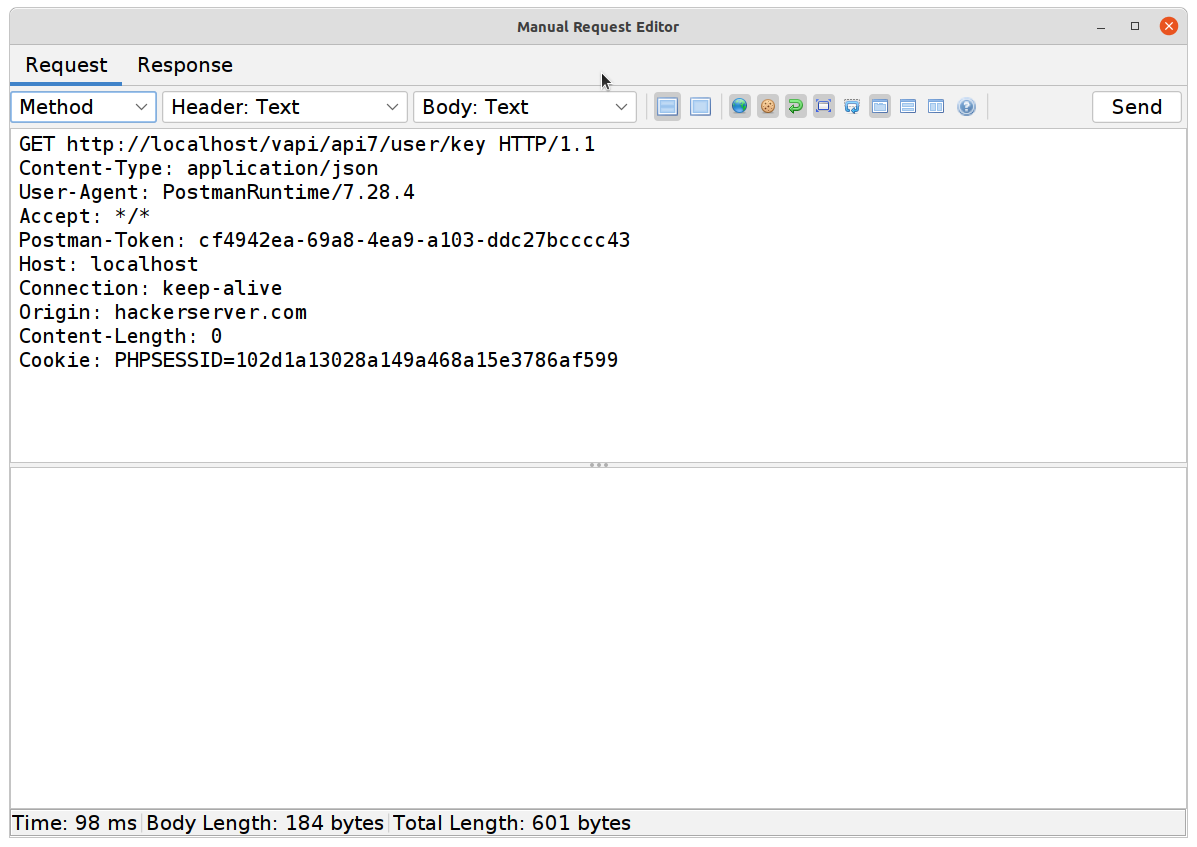 Manual Request Editor
Request Response
Method Header: Text Body: Text Send
GET http://localhost/vapi/api7/user/key HTTP/1.1
Content-Type: application/json
User-Agent: PostmanRuntime/7.28.4
Accept: */*
Postman-Token: cf4942ea-69a8-4ea9-a103-ddc27bcccc43
Host: localhost
Connection: keep-alive
Origin: hackerserver.com
Content-Length: 0
Cookie: PHPSESSID=102d1a13028a149a468a15e3786af599
Time: 98 ms Body Length: 184 bytes Total Length: 601 bytes